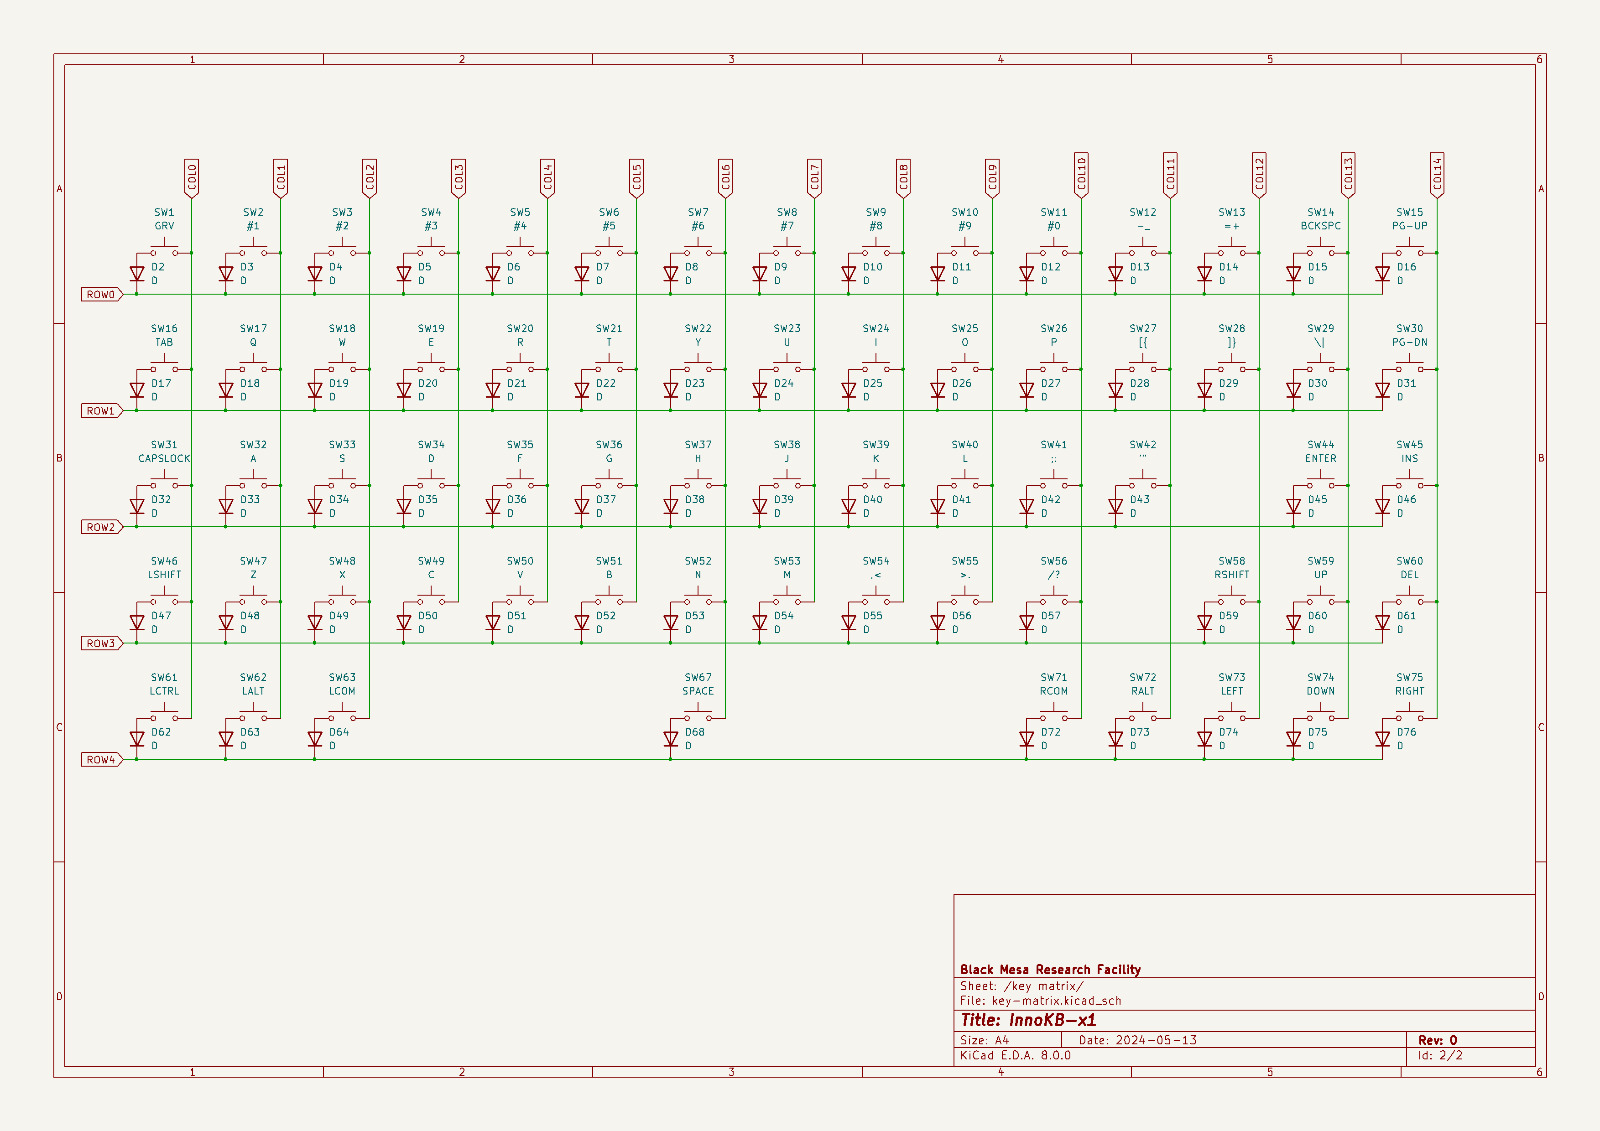 1 2 3 4 5 6
COL0 COL1 COL2 COL3 COL4 COL5 COL6 COL7 COL8 COL9 COL10 COL11 COL12 COL13 COL14
A A
SW1 SW2 SW3 SW4 SW5 SW6 SW7 SW8 SW9 SW10 SW11 SW12 SW13 SW14 SW15
GRV #1 #2 #3 #4 #5 #6 #7 #8 #9 #0 -_ =+ BCKSPC PG-UP
D2 D3 D4 D5 D6 D7 D8 D9 D10 D11 D12 D13 D14 D15 D16
D D D D D D D D D D D D D D D
ROW0
SW16 SW17 SW18 SW19 SW20 SW21 SW22 SW23 SW24 SW25 SW26 SW27 SW28 SW29 SW30
TAB Q W E R T Y U I O P [{ ]} \| PG-DN
D17 D18 D19 D20 D21 D22 D23 D24 D25 D26 D27 D28 D29 D30 D31
D D D D D D D D D D D D D D D
ROW1
SW31 SW32 SW33 SW34 SW35 SW36 SW37 SW38 SW39 SW40 SW41 SW42 SW44 SW45
B CAPSLOCK A S D F G H J K L ;: '" ENTER INS B
D32 D33 D34 D35 D36 D37 D38 D39 D40 D41 D42 D43 D45 D46
D D D D D D D D D D D D D D
ROW2
SW46 SW47 SW48 SW49 SW50 SW51 SW52 SW53 SW54 SW55 SW56 SW58 SW59 SW60
LSHIFT Z X C V B N M ,< >. /? RSHIFT UP DEL
D47 D48 D49 D50 D51 D52 D53 D54 D55 D56 D57 D59 D60 D61
D D D D D D D D D D D D D D
ROW3
SW61 SW62 SW63 SW67 SW71 SW72 SW73 SW74 SW75
LCTRL LALT LCOM SPACE RCOM RALT LEFT DOWN RIGHT
C C
D62 D63 D64 D68 D72 D73 D74 D75 D76
D D D D D D D D D
ROW4
Black Mesa Research Facility
Sheet: /key matrix/
D D
File: key-matrix.kicad_sch
Title: InnoKB-x1
Size: A4 Date: 2024-05-13 Rev: 0
KiCad E.D.A. 8.0.0 Id: 2/2
1 2 3 4 5 6